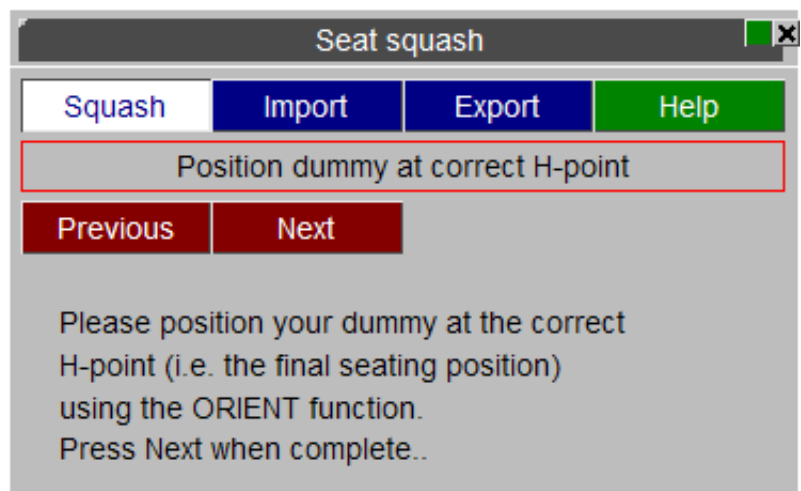 Seat squash
Squash Import Export Help
Position dummy at correct H-point
Previous Next
Please position your dummy at the correct
H-point (i.e. the final seating position)
using the ORIENT function.
Press Next when complete..